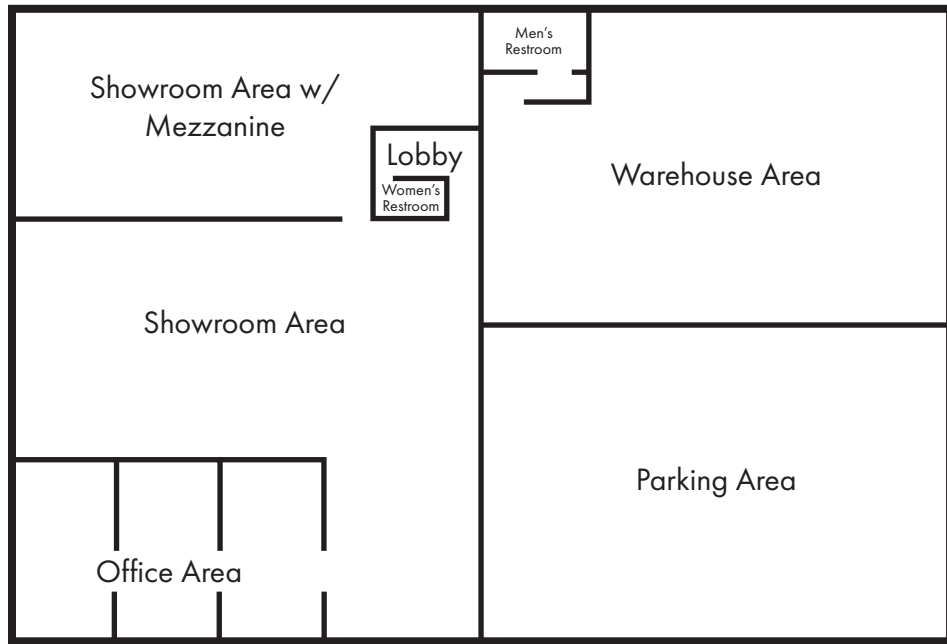 Men's
Restroom
Showroom Area w/
Mezzanine
Lobby
Women's
Restroom
Warehouse Area
Showroom Area
Parking Area
Office Area